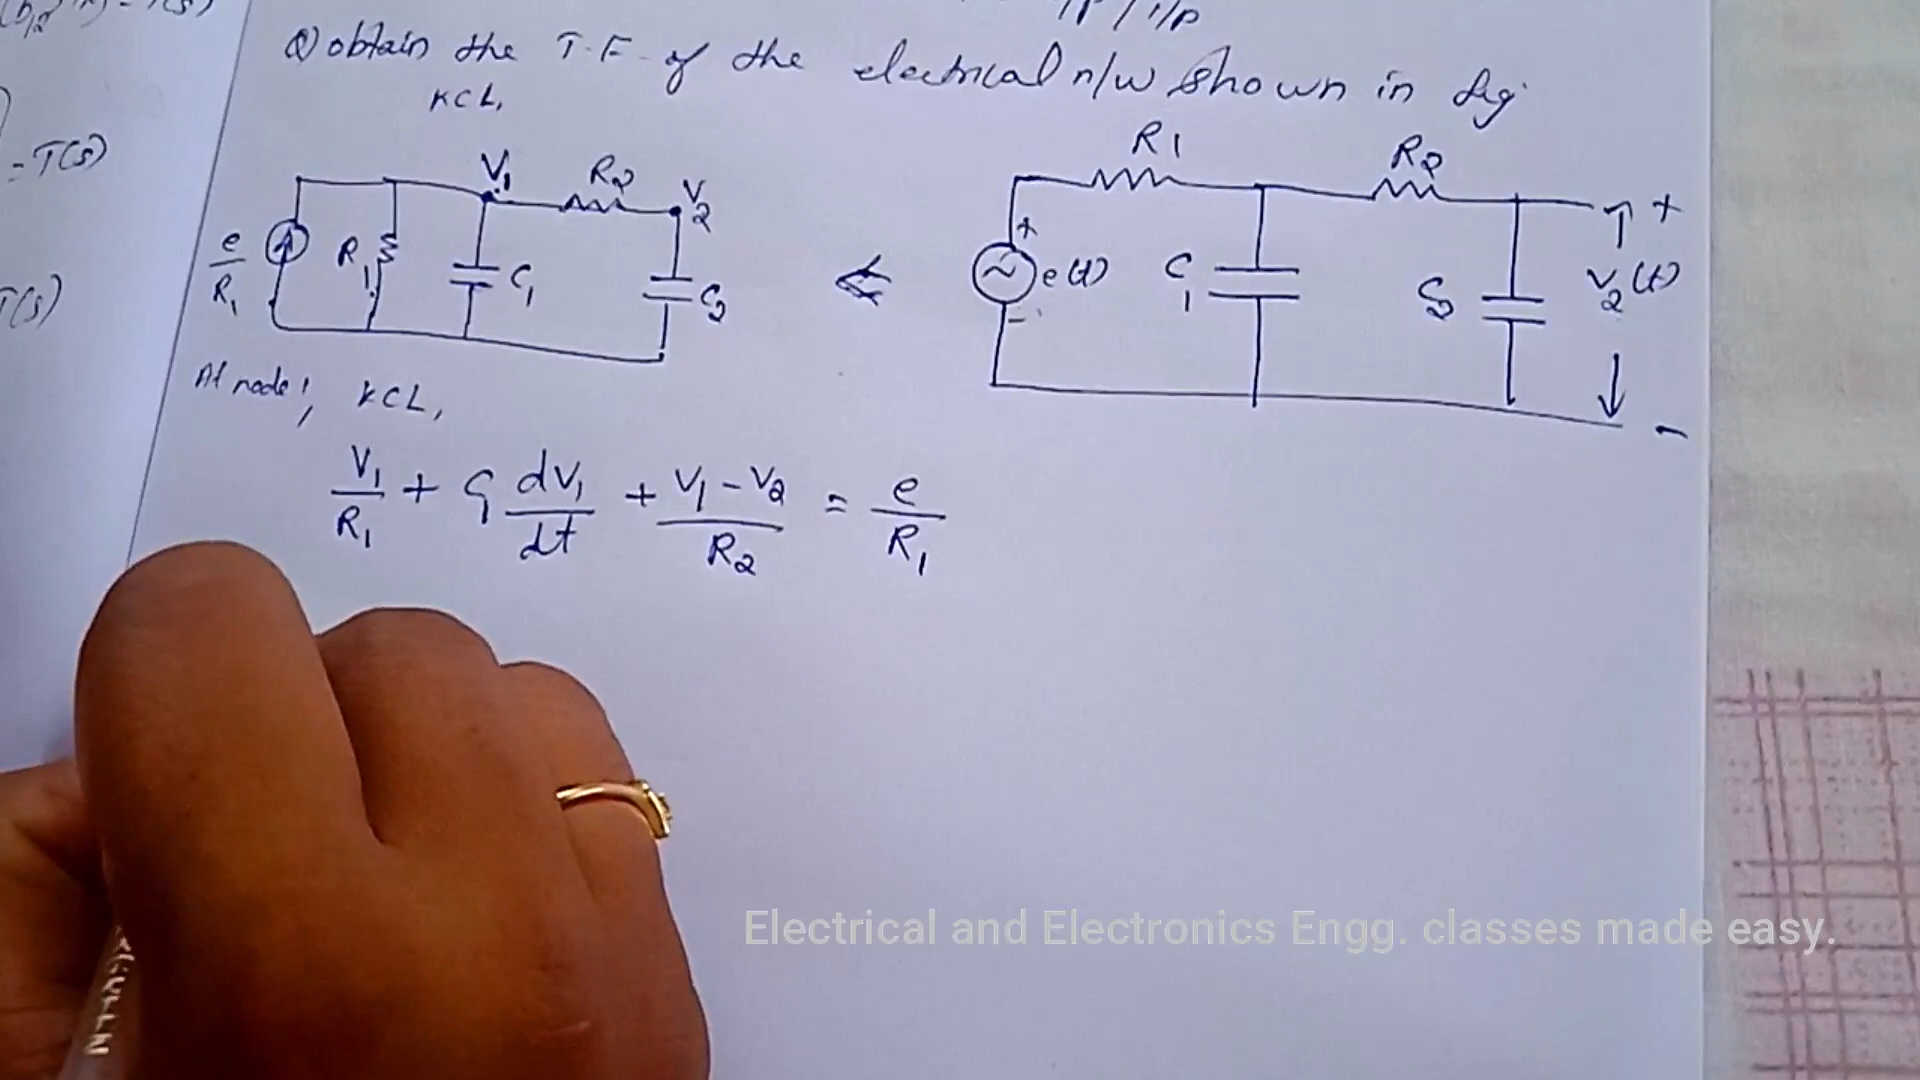 = T(s)
T(s)
Q) obtain the T.F of the electrical n/w shown in fig
KCL,
V1 R2 V2
e/R1 R1 C1 C2
R1 R2
+ e(t) - C1 C2 + V2(t) -
At node 1, KCL,
V1/R1 + C1 dV1/dt + V1-V2/R2 = e/R1
Electrical and Electronics Engg. classes made easy.